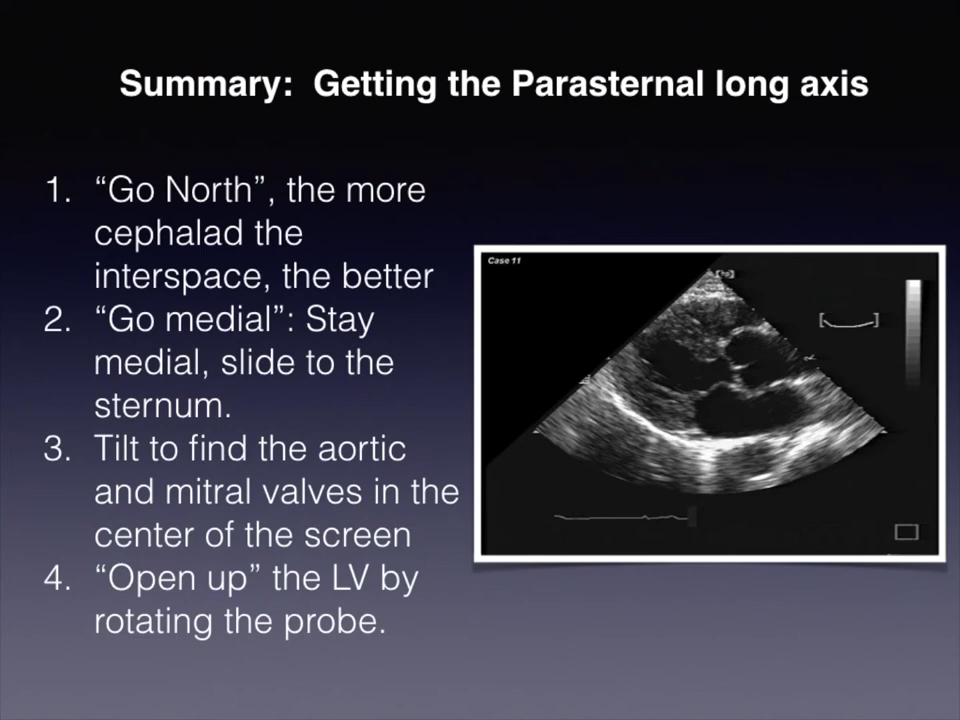 Summary:  Getting the Parasternal long axis
1. “Go North”, the more
cephalad the
interspace, the better
2. “Go medial”: Stay
medial, slide to the
sternum.
3. Tilt to find the aortic
and mitral valves in the
center of the screen
4. “Open up” the LV by
rotating the probe.
Case 11